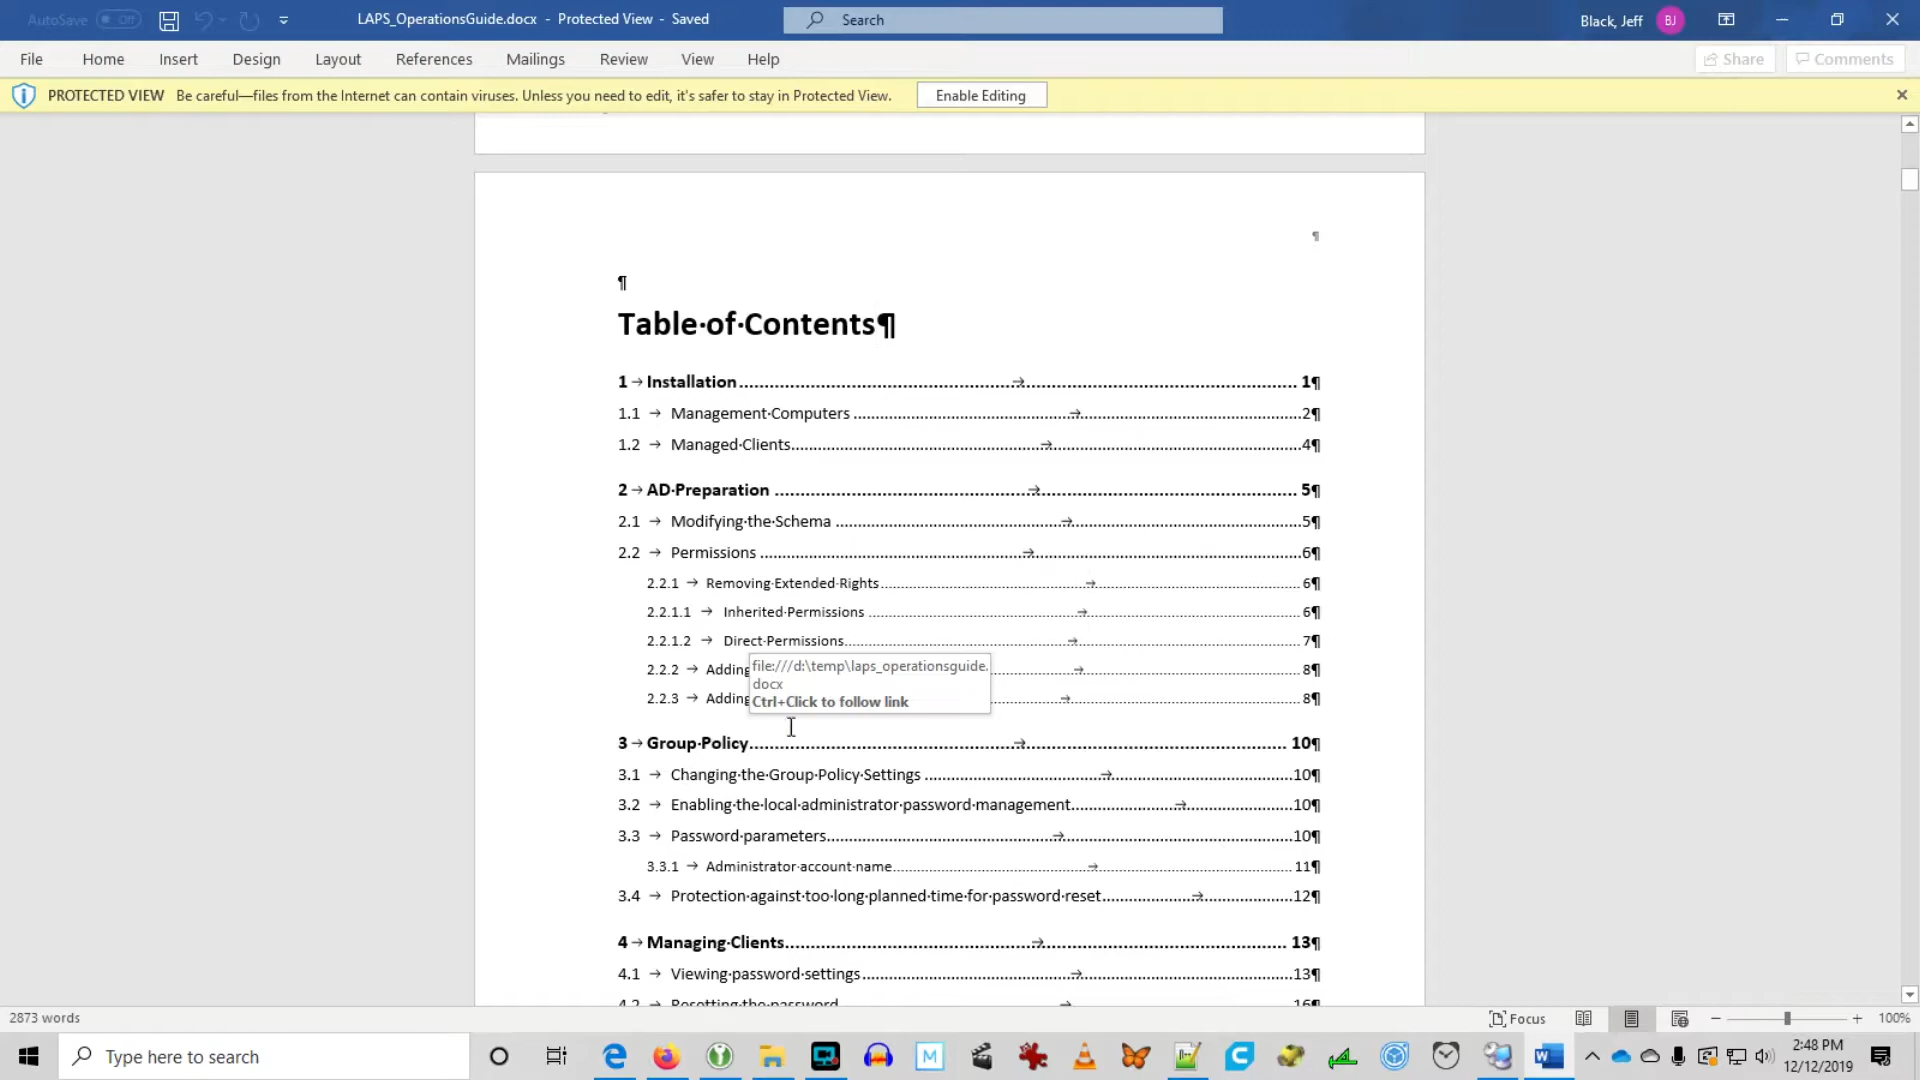 AutoSave Off LAPS_OperationsGuide.docx - Protected View - Saved Search Black, Jeff BJ
File Home Insert Design Layout References Mailings Review View Help Share Comments
PROTECTED VIEW Be careful—files from the Internet can contain viruses. Unless you need to edit, it's safer to stay in Protected View. Enable Editing
¶
¶
Table·of·Contents¶
1→Installation..........→.......... 1¶
1.1 → Management·Computers..........→..........2¶
1.2 → Managed·Clients..........→..........4¶
2→AD·Preparation..........→.......... 5¶
2.1 → Modifying·the·Schema..........→..........5¶
2.2 → Permissions..........→..........6¶
2.2.1 → Removing·Extended·Rights..........→.......... 6¶
2.2.1.1 → Inherited·Permissions..........→.......... 6¶
2.2.1.2 → Direct·Permissions..........→.......... 7¶
file:///d:\temp\laps_operationsguide.
docx
Ctrl+Click to follow link
2.2.2 → Adding..........→.......... 8¶
2.2.3 → Adding..........→.......... 8¶
3→Group·Policy..........→.......... 10¶
3.1 → Changing·the·Group·Policy·Settings..........→..........10¶
3.2 → Enabling·the·local·administrator·password·management..........→..........10¶
3.3 → Password·parameters..........→..........10¶
3.3.1 → Administrator·account·name..........→.......... 11¶
3.4 → Protection·against·too·long·planned·time·for·password·reset..........→..........12¶
4→Managing·Clients..........→.......... 13¶
4.1 → Viewing·password·settings..........→..........13¶
4.2 → Resetting·the·password → 16¶
2873 words Focus 100%
Type here to search M 2:48 PM
12/12/2019